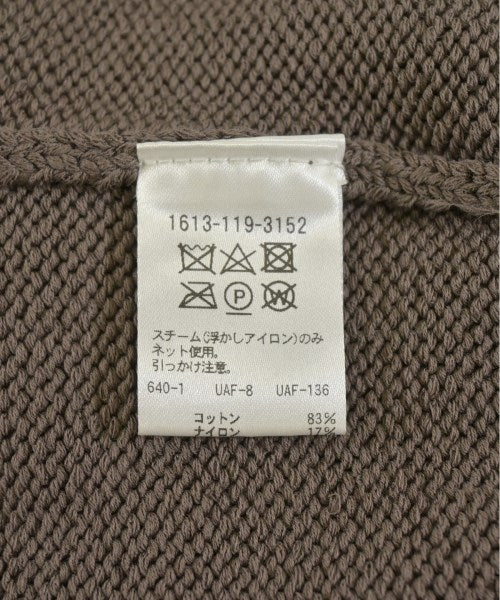 1613-119-3152
P
W
スチーム(浮かしアイロン)のみ
ネット使用。
引っかけ注意。
640-1 UAF-8 UAF-136
コットン 83%
ナイロン 17%